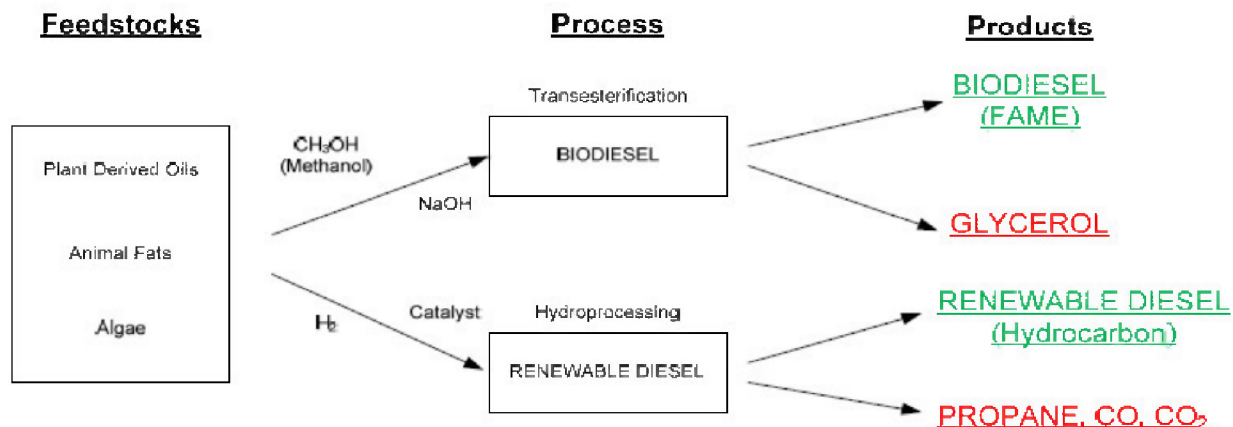 Feedstocks
Process
Products
Plant Derived Oils
Animal Fats
Algae
CH₃OH
(Methanol)
NaOH
H₂
Catalyst
Transesterification
BIODIESEL
Hydroprocessing
RENEWABLE DIESEL
BIODIESEL
(FAME)
GLYCEROL
RENEWABLE DIESEL
(Hydrocarbon)
PROPANE, CO, CO₂